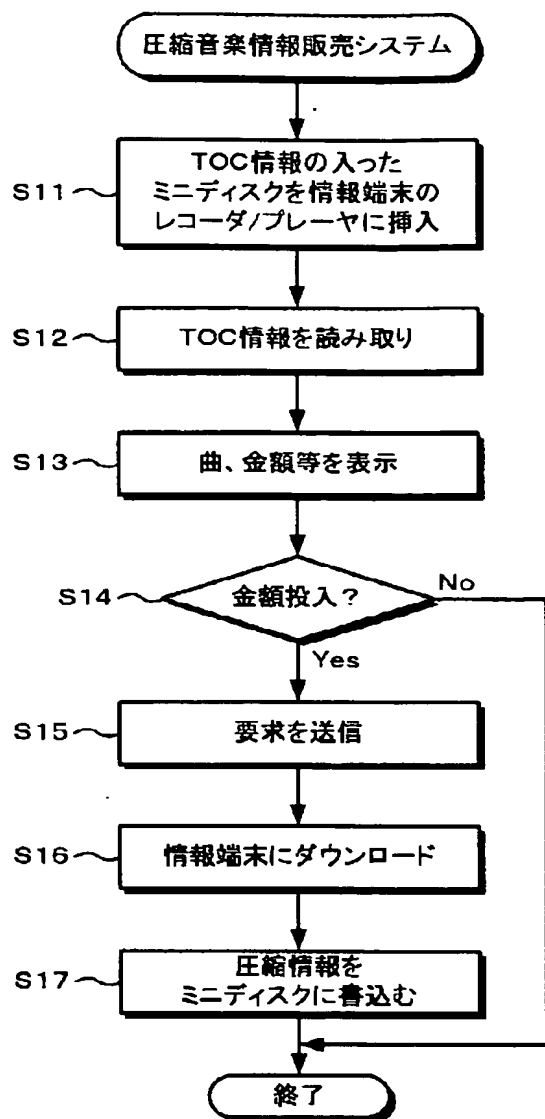 圧縮音楽情報販売システム
S11
TOC情報の入った
ミニディスクを情報端末の
レコーダ/プレーヤに挿入
S12
TOC情報を読み取り
S13
曲、金額等を表示
S14
金額投入?
No
Yes
S15
要求を送信
S16
情報端末にダウンロード
S17
圧縮情報を
ミニディスクに書込む
終了